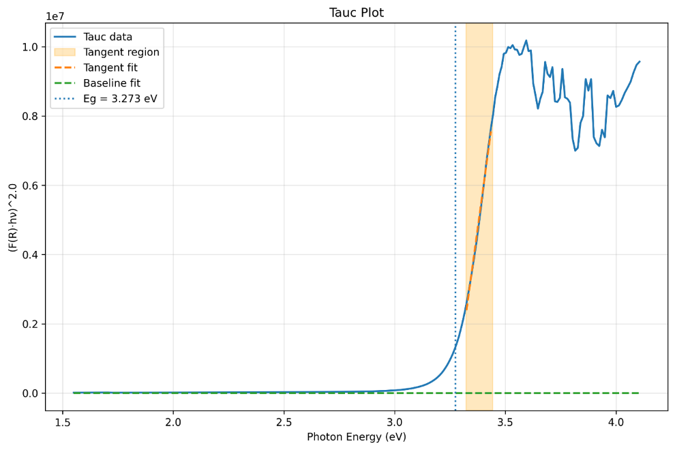 Tauc Plot
1e7
Tauc data
Tangent region
Tangent fit
Baseline fit
Eg = 3.273 eV
1.0
0.8
0.6
0.4
0.2
0.0
(F(R)·hν)^2.0
1.5 2.0 2.5 3.0 3.5 4.0
Photon Energy (eV)